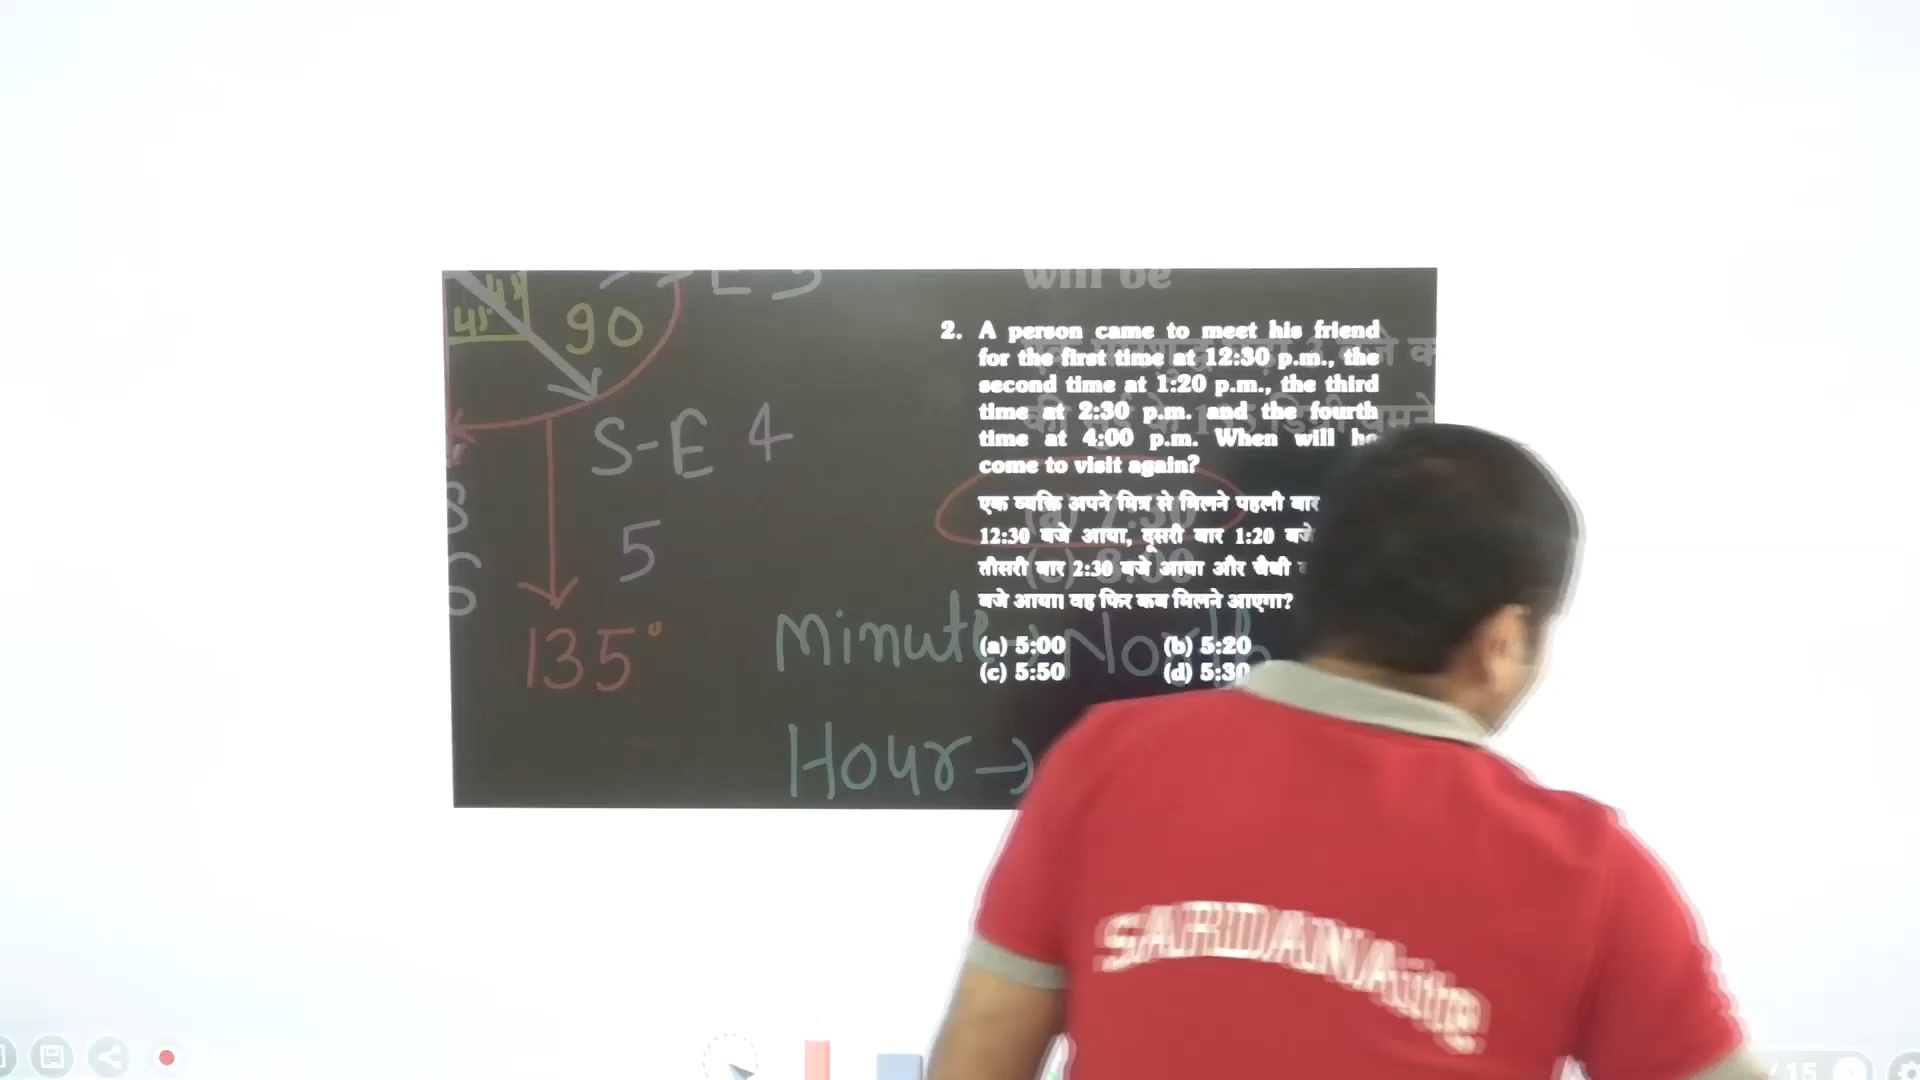 will be
90
45
S-E 4
5
135°
Minute → North
Hour →
2. A person came to meet his friend
for the first time at 12:30 p.m., the
second time at 1:20 p.m., the third
time at 2:30 p.m. and the fourth
time at 4:00 p.m. When will he
come to visit again?
एक व्यक्ति अपने मित्र से मिलने पहली बार
12:30 बजे आया, दूसरी बार 1:20 बजे
तीसरी बार 2:30 बजे आया और चौथी
बजे आया। वह फिर कब मिलने आएगा?
(a) 5:00 (b) 5:20
(c) 5:50 (d) 5:30
SARDANA
15